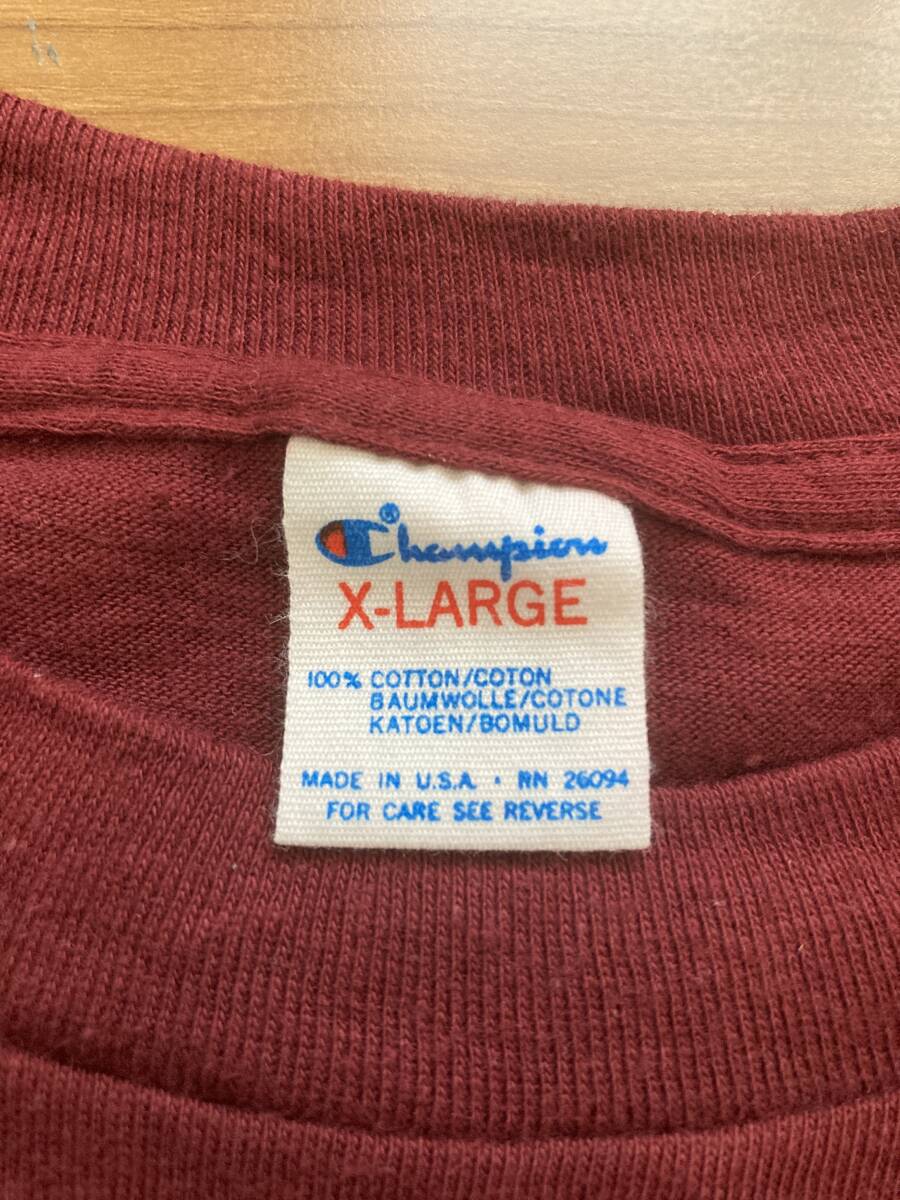 ®
Champion
X-LARGE
100% COTTON/COTON
BAUMWOLLE/COTONE
KATOEN/BOMULD
MADE IN U.S.A. • RN 26094
FOR CARE SEE REVERSE